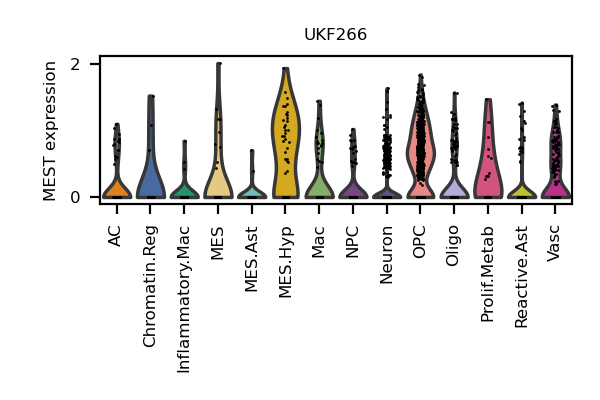 UKF266
MEST expression
2
0
AC
Chromatin.Reg
Inflammatory.Mac
MES
MES.Ast
MES.Hyp
Mac
NPC
Neuron
OPC
Oligo
Prolif.Metab
Reactive.Ast
Vasc